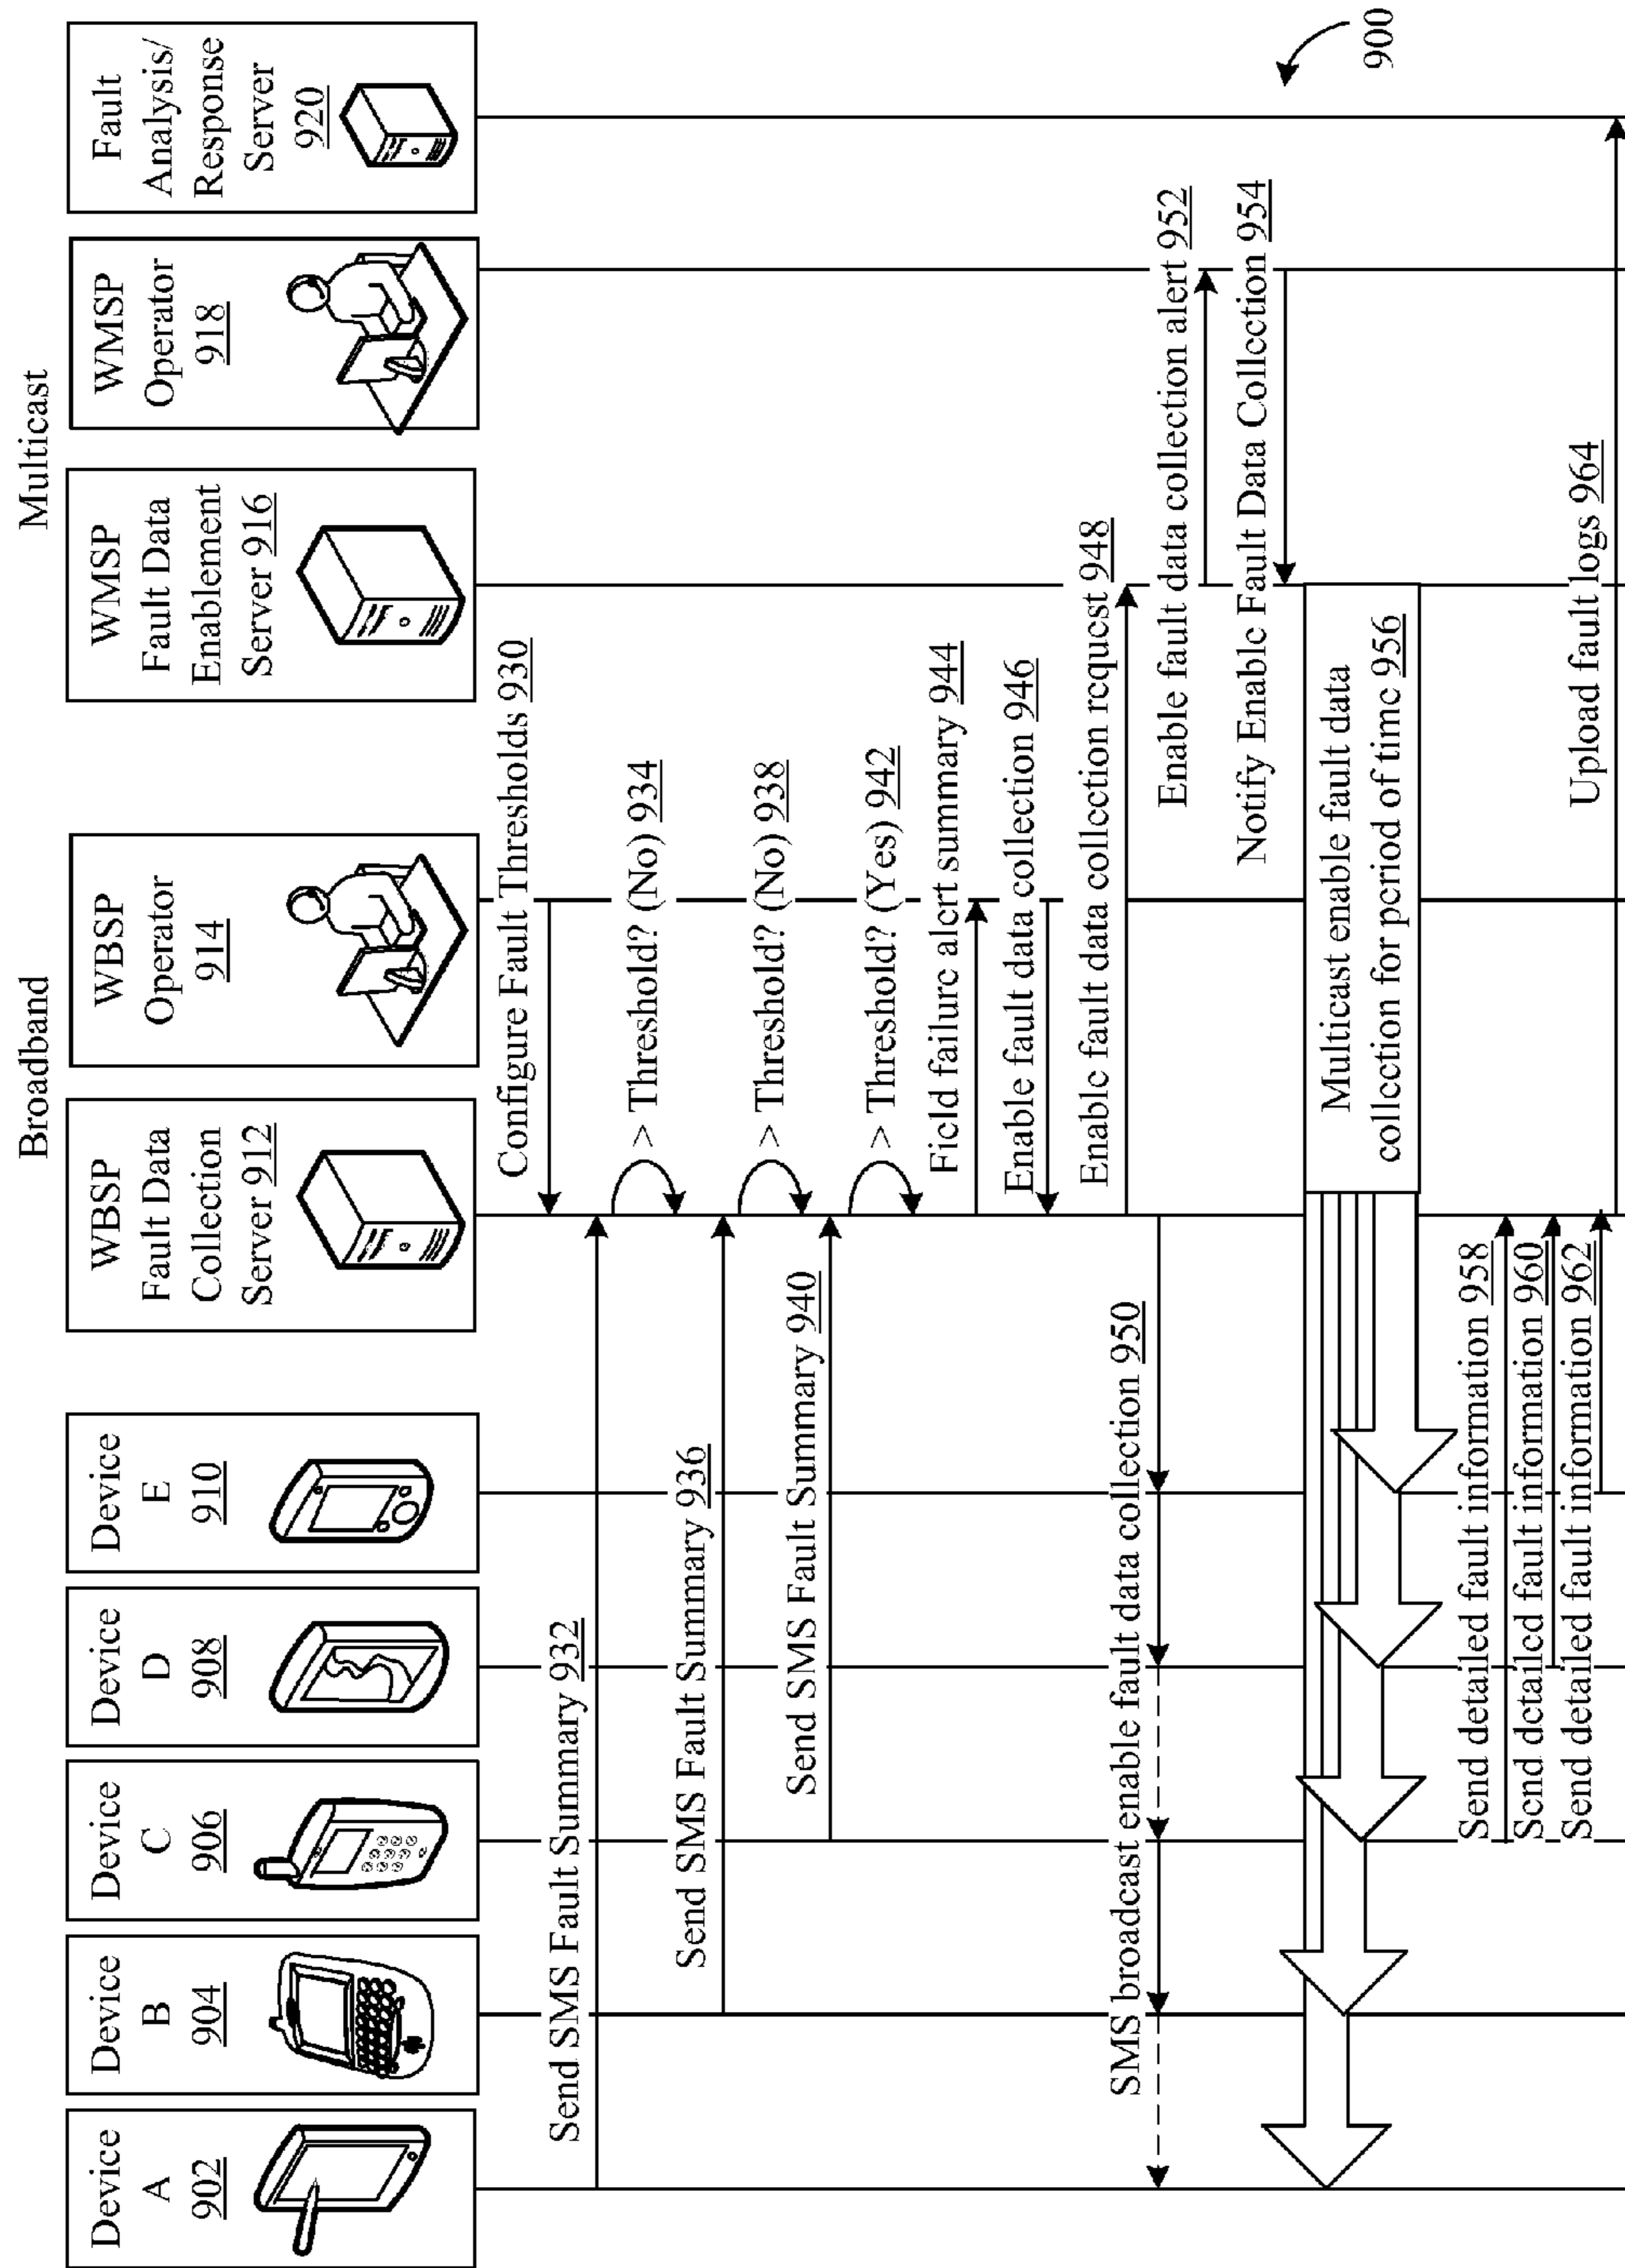 Broadband
Multicast
Device
A
902
Device
B
904
Device
C
906
Device
D
908
Device
E
910
WBSP
Fault Data
Collection
Server 912
WBSP
Operator
914
WMSP
Fault Data
Enablement
Server 916
WMSP
Operator
918
Fault
Analysis/
Response
Server
920
Configure Fault Thresholds 930
Send SMS Fault Summary 932
> Threshold? (No) 934
Send SMS Fault Summary 936
> Threshold? (No) 938
Send SMS Fault Summary 940
> Threshold? (Yes) 942
Field failure alert summary 944
Enable fault data collection 946
Enable fault data collection request 948
SMS broadcast enable fault data collection 950
Enable fault data collection alert 952
Notify Enable Fault Data Collection 954
Multicast enable fault data
collection for period of time 956
Send detailed fault information 958
Send detailed fault information 960
Send detailed fault information 962
Upload fault logs 964
900